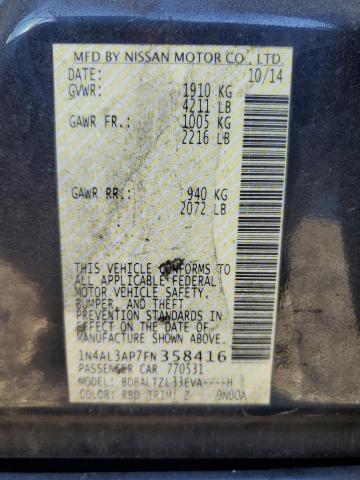 MFD BY NISSAN MOTOR CO., LTD.
DATE: 10/14
GVWR: 1910 KG
4211 LB
GAWR FR: 1005 KG
2216 LB
GAWR RR: 940 KG
2072 LB
THIS VEHICLE CONFORMS TO
ALL APPLICABLE FEDERAL
MOTOR VEHICLE SAFETY,
BUMPER, AND THEFT
PREVENTION STANDARDS IN
EFFECT ON THE DATE OF
MANUFACTURE SHOWN ABOVE.
1N4AL3AP7FN358416
PASSENGER CAR 770531
MODEL: BDBALTZL33EVA----H
COLOR: RBD TRIM: Z 9N00A